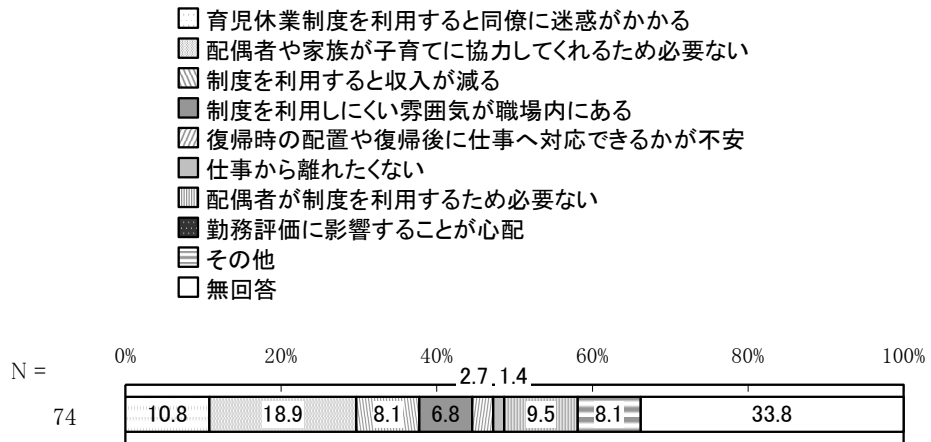 育児休業制度を利用すると同僚に迷惑がかかる
配偶者や家族が子育てに協力してくれるため必要ない
制度を利用すると収入が減る
制度を利用しにくい雰囲気が職場内にある
復帰時の配置や復帰後に仕事へ対応できるかが不安
仕事から離れたくない
配偶者が制度を利用するため必要ない
勤務評価に影響することが心配
その他
無回答
N = 0% 20% 40% 60% 80% 100%
2.7 1.4
74 10.8 18.9 8.1 6.8 9.5 8.1 33.8